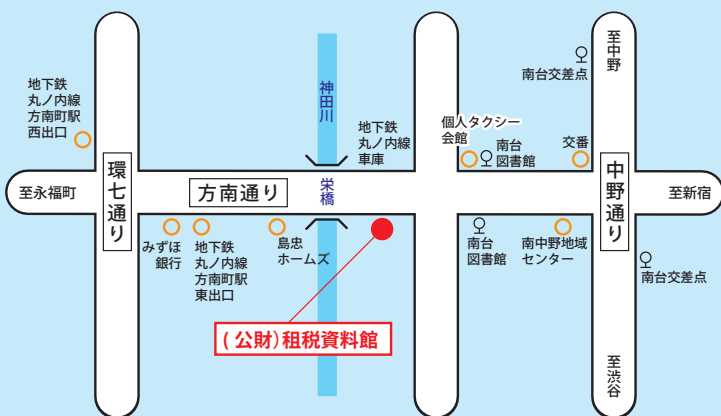 地下鉄
丸ノ内線
方南町駅
西出口
至永福町
環七通り
方南通り
みずほ
銀行
地下鉄
丸ノ内線
方南町駅
東出口
島忠
ホームズ
神田川
栄橋
地下鉄
丸ノ内線
車庫
(公財)租税資料館
個人タクシー
会館
南台
図書館
南台
図書館
南台交差点
交番
南中野地域
センター
至中野
中野通り
至新宿
南台交差点
至渋谷